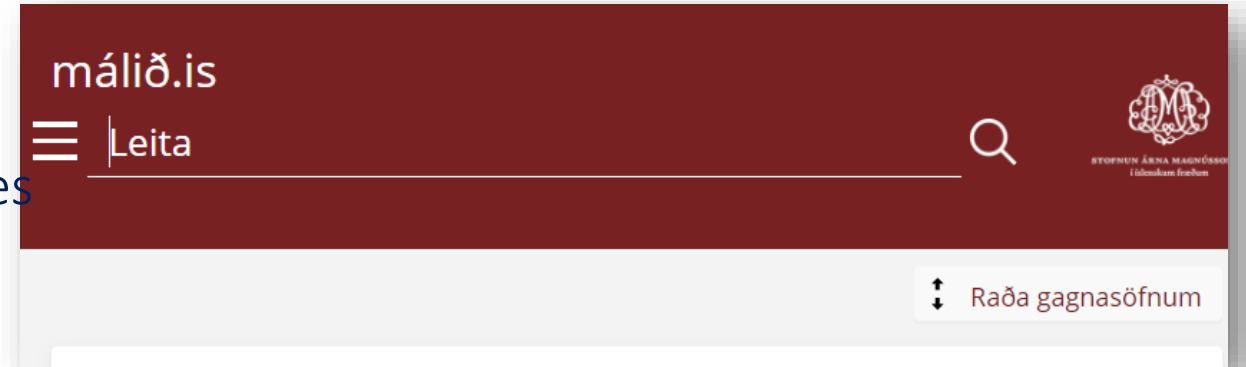 málið.is
Leita
es
STOFNUN ÁRNA MAGNÚSSO
í íslenskum fræðum
Raða gagnasöfnum